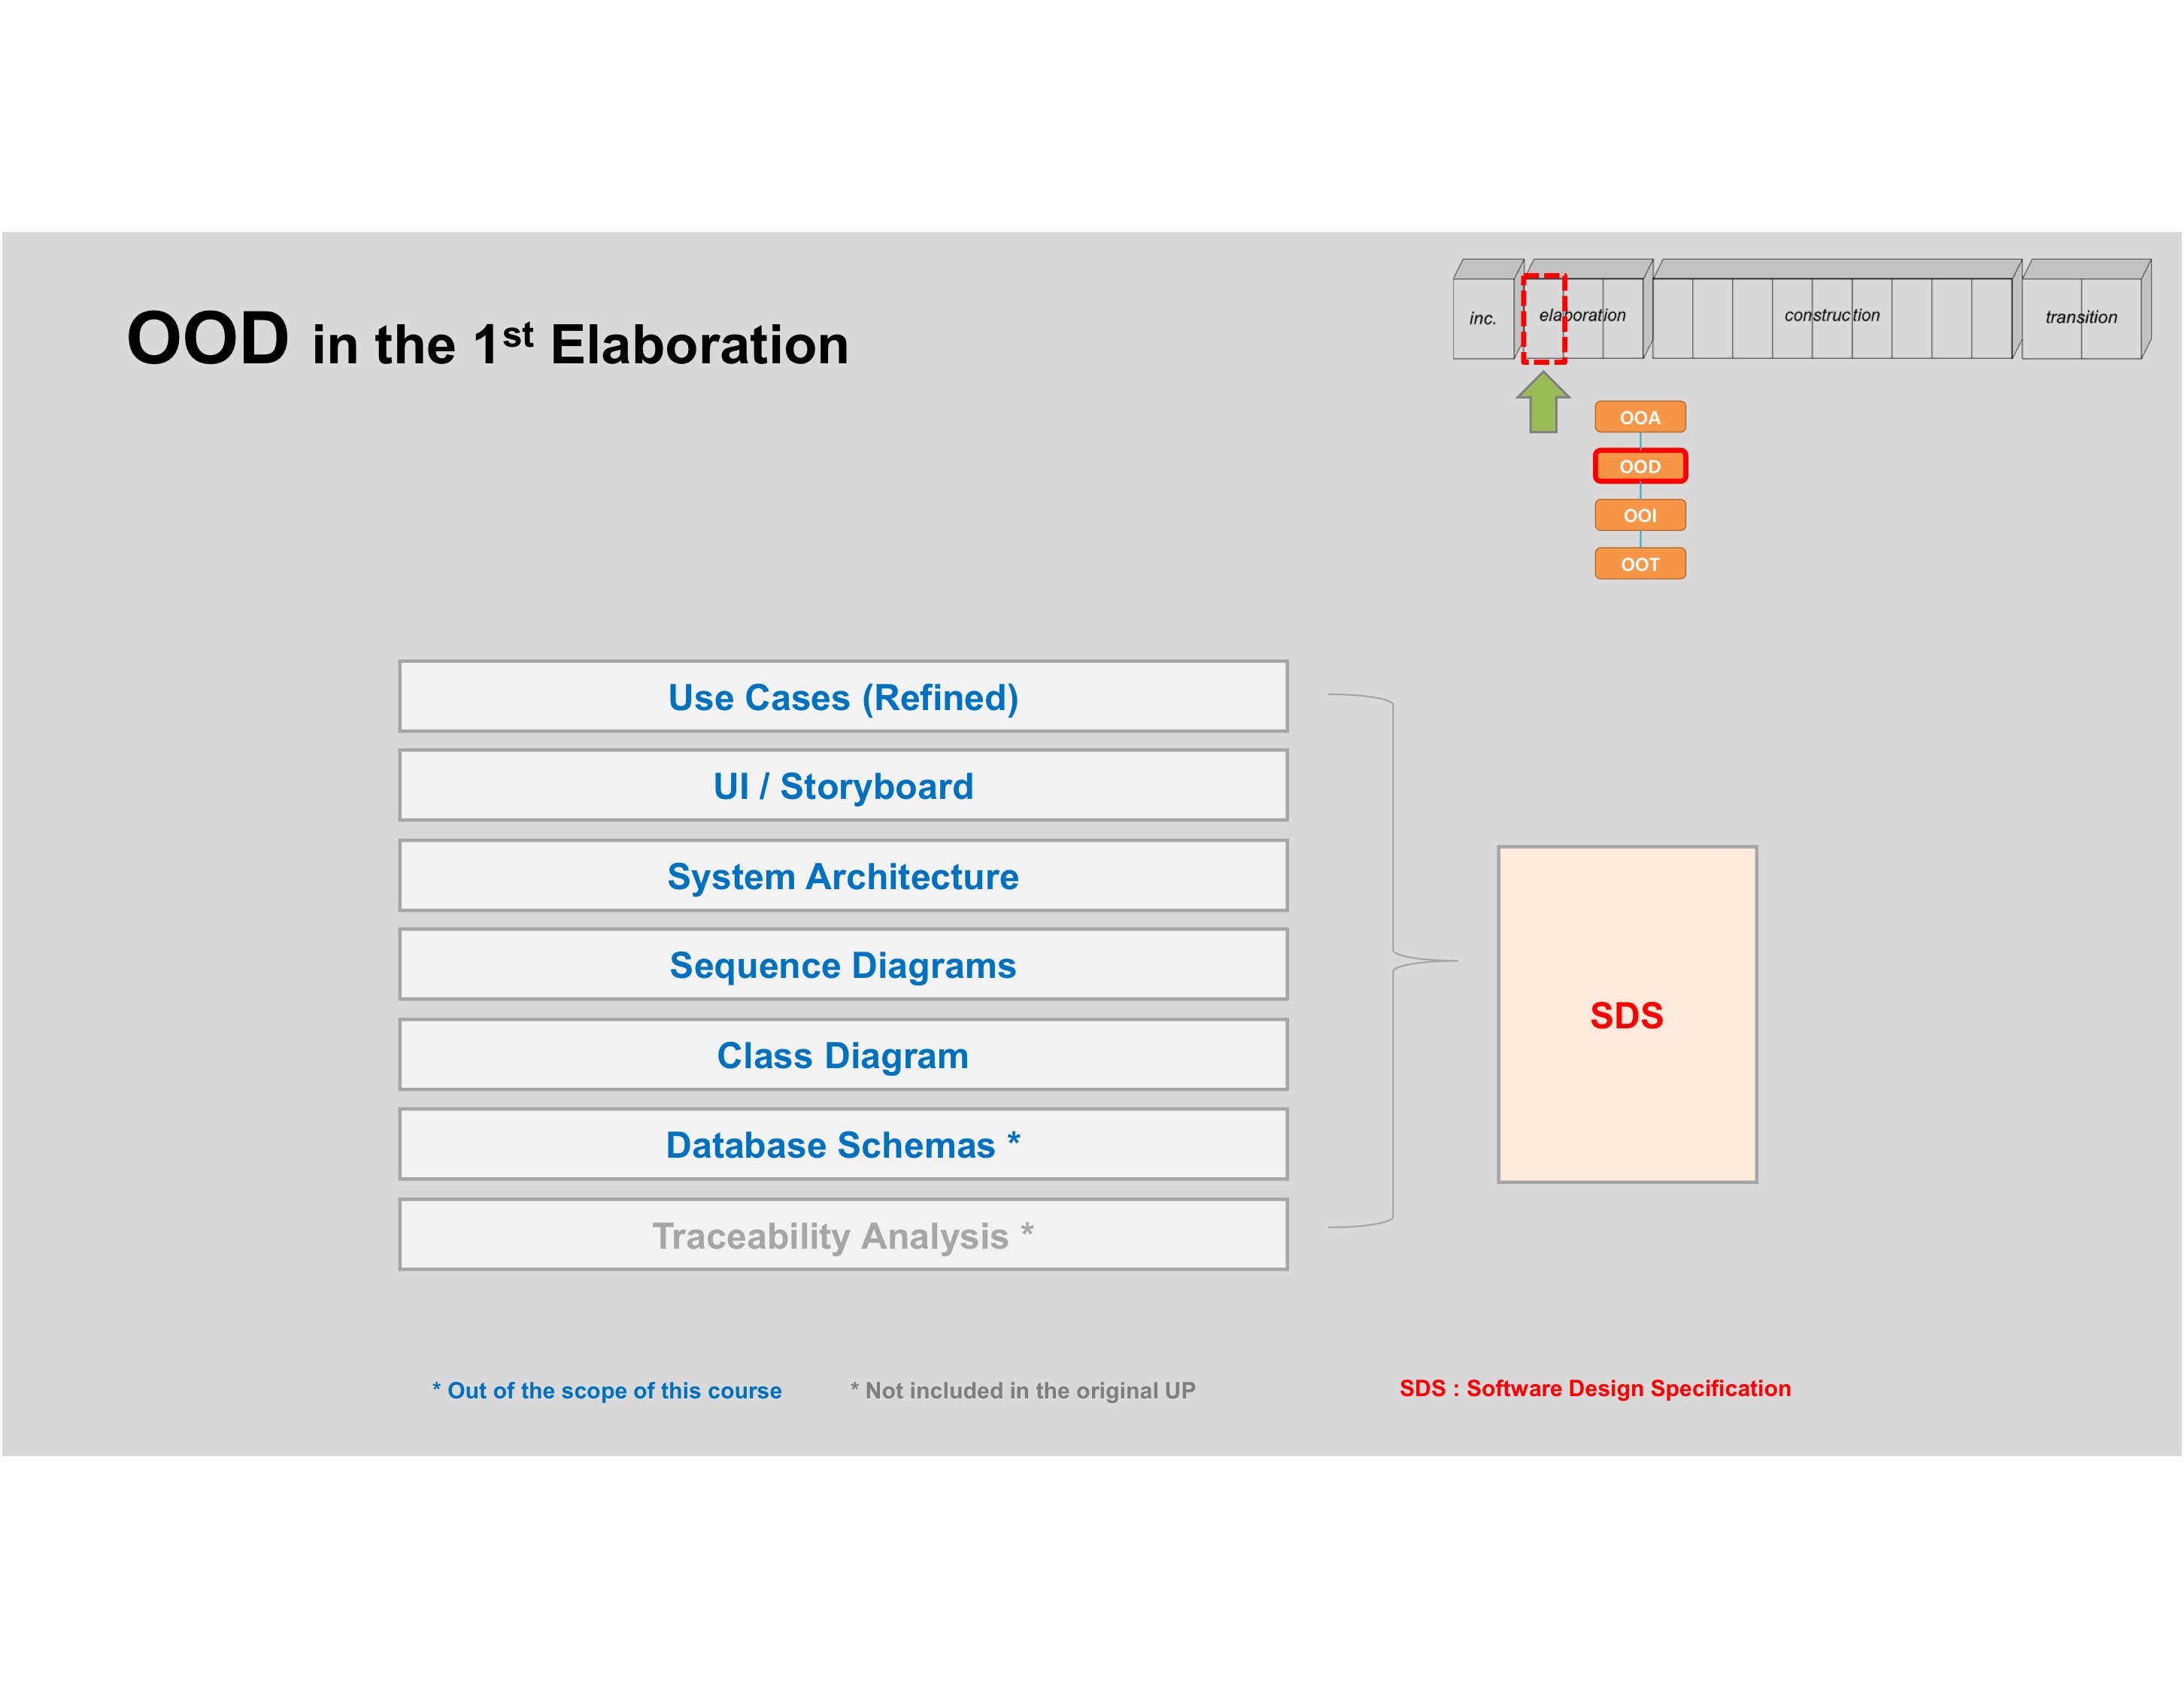 OOD in the 1st Elaboration
inc.
elaboration
construction
transition
OOA
OOD
OOI
OOT
Use Cases (Refined)
UI / Storyboard
System Architecture
Sequence Diagrams
Class Diagram
Database Schemas *
Traceability Analysis *
SDS
* Out of the scope of this course
* Not included in the original UP
SDS : Software Design Specification